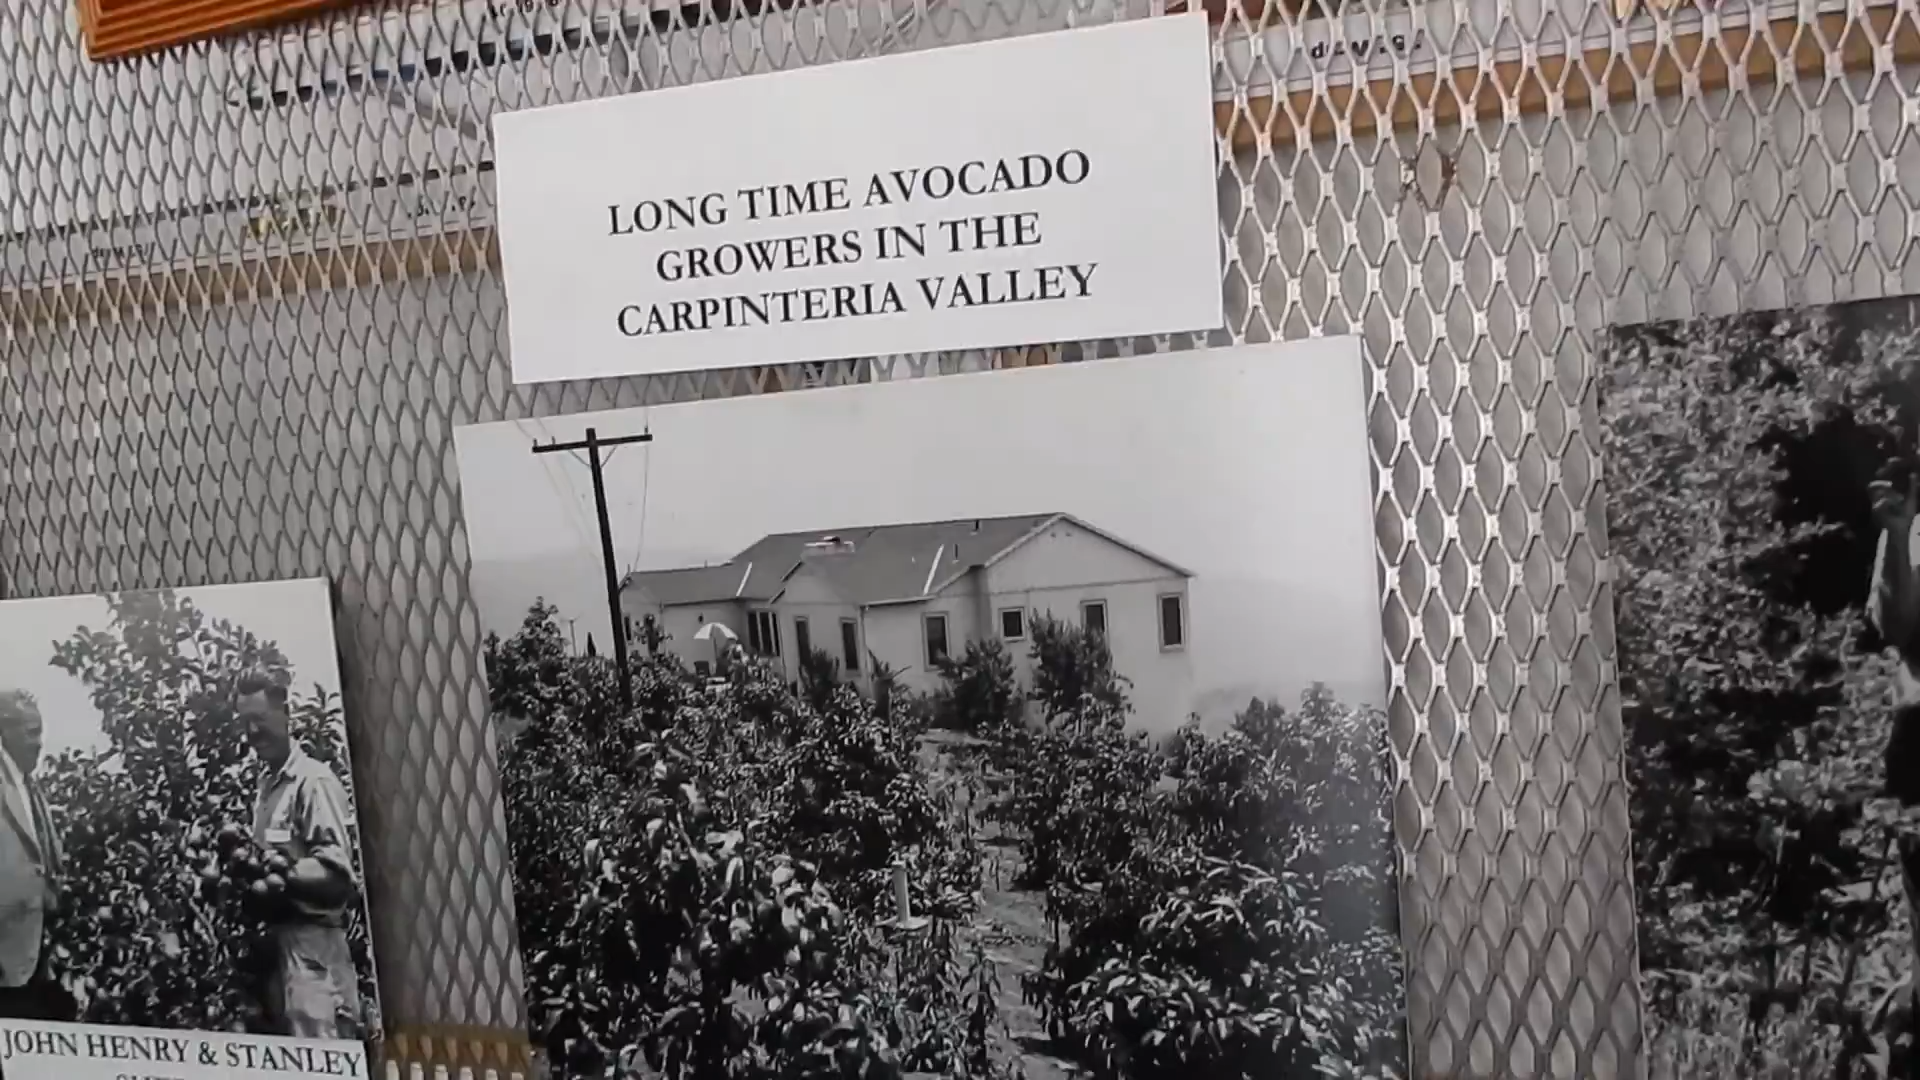 LONG TIME AVOCADO
GROWERS IN THE
CARPINTERIA VALLEY
JOHN HENRY & STANLEY